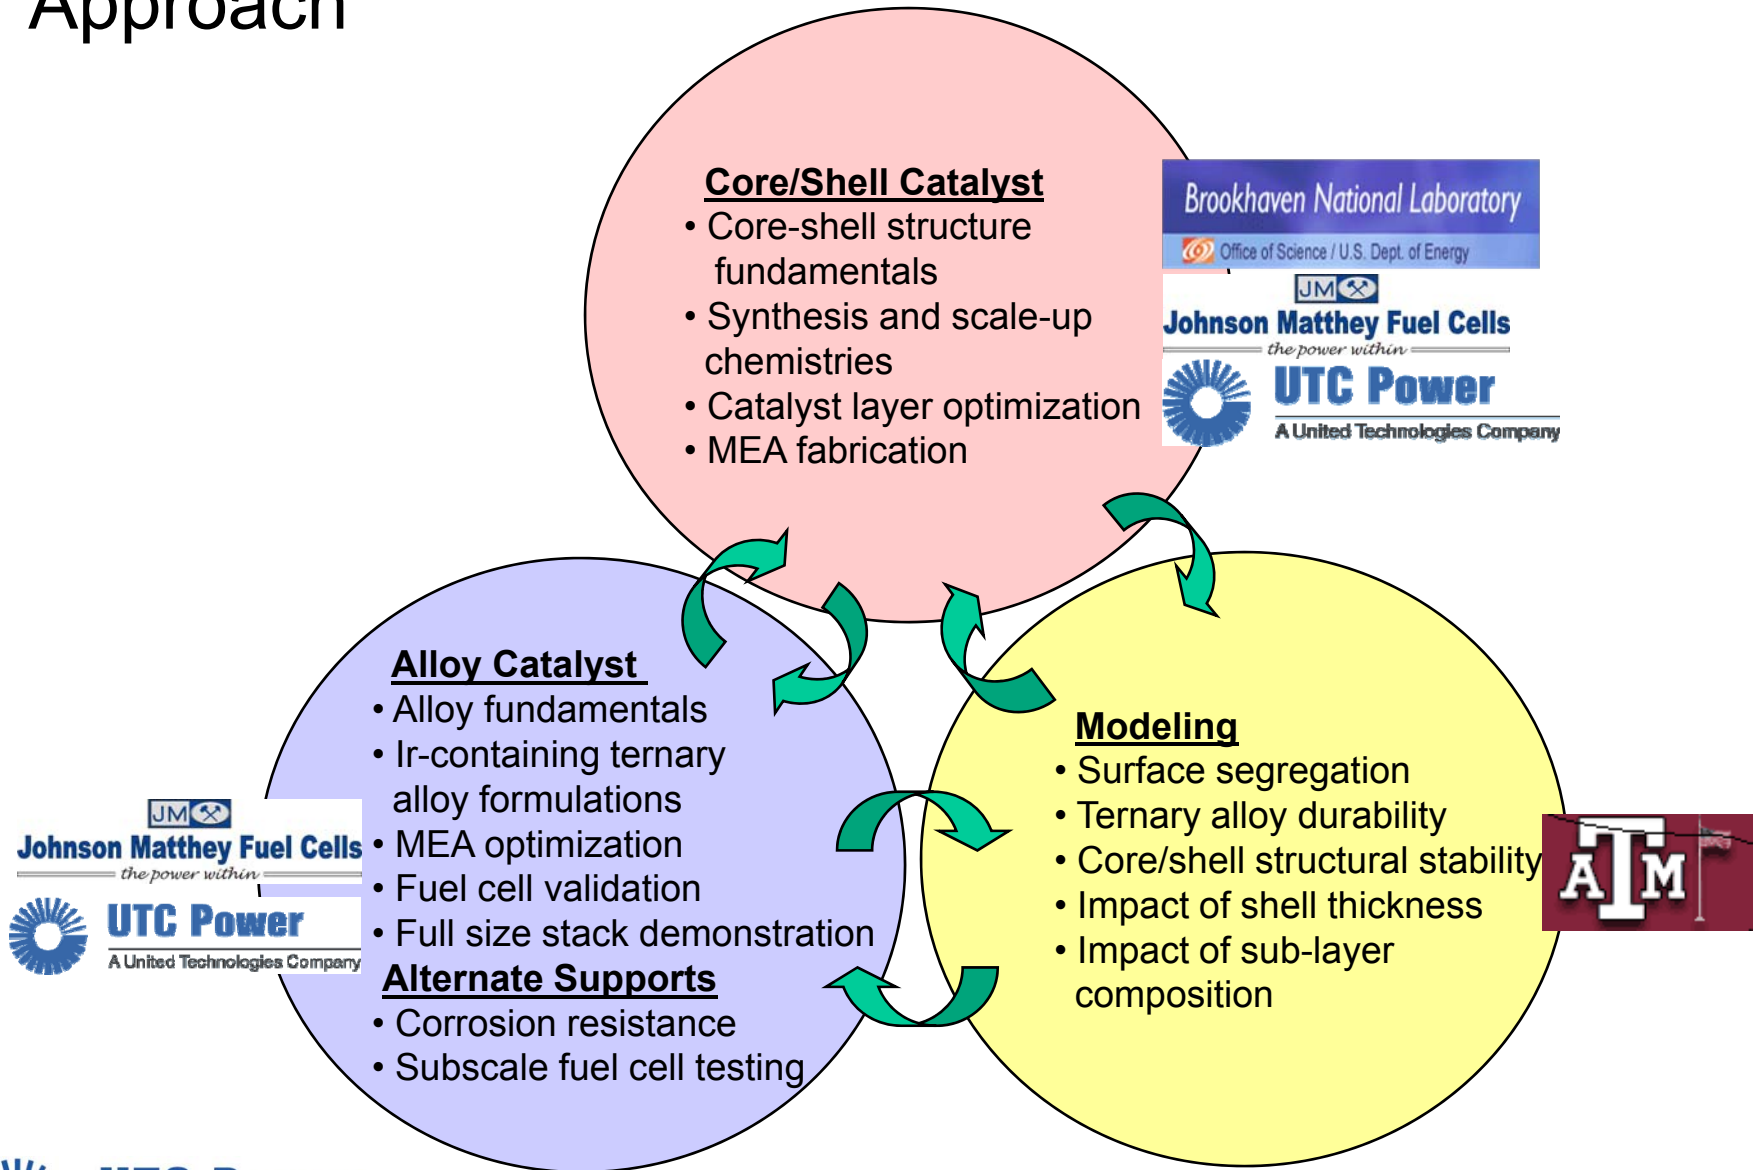 Approach
Core/Shell Catalyst
• Core-shell structure
fundamentals
• Synthesis and scale-up
chemistries
• Catalyst layer optimization
• MEA fabrication
Brookhaven National Laboratory
Office of Science / U.S. Dept. of Energy
JM
Johnson Matthey Fuel Cells
the power within
UTC Power
A United Technologies Company
Alloy Catalyst
• Alloy fundamentals
• Ir-containing ternary
alloy formulations
• MEA optimization
• Fuel cell validation
• Full size stack demonstration
Alternate Supports
• Corrosion resistance
• Subscale fuel cell testing
JM
Johnson Matthey Fuel Cells
the power within
UTC Power
A United Technologies Company
Modeling
• Surface segregation
• Ternary alloy durability
• Core/shell structural stability
• Impact of shell thickness
• Impact of sub-layer
composition
ATM